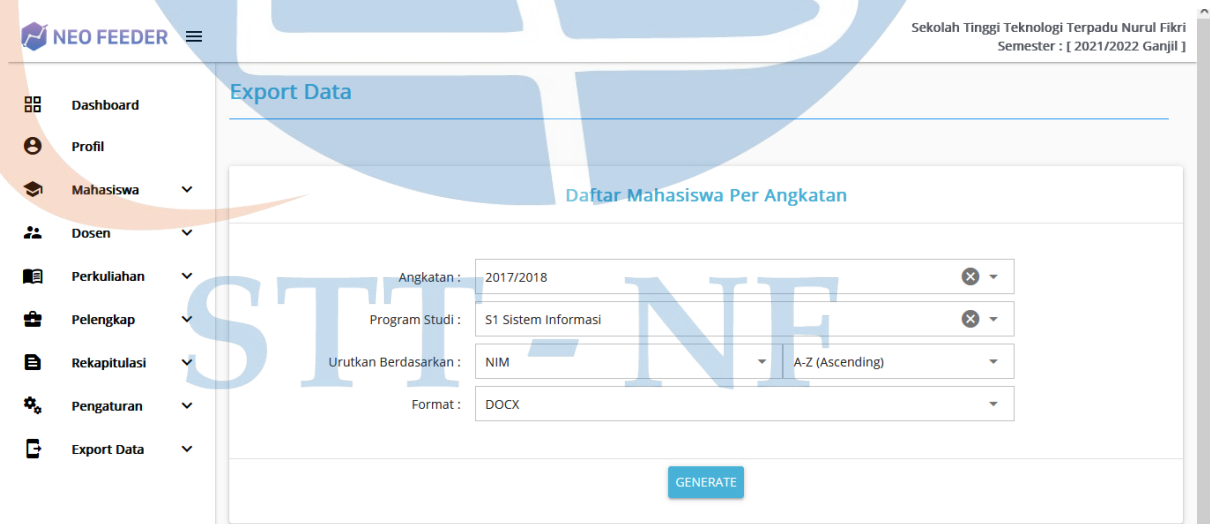 NEO FEEDER
Sekolah Tinggi Teknologi Terpadu Nurul Fikri
Semester : [ 2021/2022 Ganjil ]
Dashboard
Profil
Mahasiswa
Dosen
Perkuliahan
Pelengkap
Rekapitulasi
Pengaturan
Export Data
Export Data
Daftar Mahasiswa Per Angkatan
Angkatan : 2017/2018
Program Studi : S1 Sistem Informasi
Urutkan Berdasarkan : NIM A-Z (Ascending)
Format : DOCX
GENERATE
STT - NF